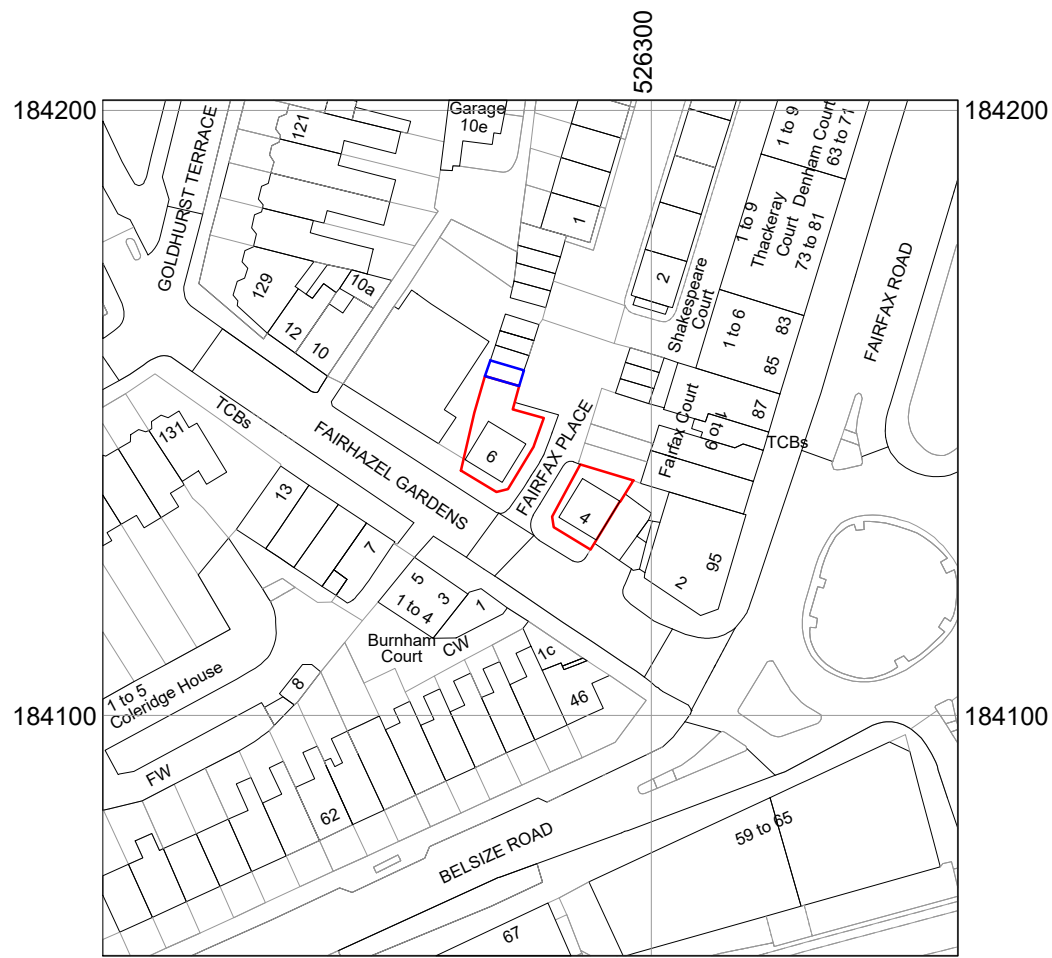 526300
184200
184200
GOLDHURST TERRACE
121
Garage
10e
1
2
1 to 9
Denham Court
63 to 71
1 to 9
Thackeray
Court
73 to 81
FAIRFAX ROAD
129
12
10
10a
Shakespeare
Court
1 to 6
83
85
87
TCBs
131
TCBs
FAIRHAZEL GARDENS
6
FAIRFAX PLACE
Fairfax Court
1 to 9
4
2
95
13
7
5
3
1 to 4
1
Burnham
Court
CW
1c
46
1 to 5
Coleridge House
8
184100
184100
FW
62
BELSIZE ROAD
59 to 65
67